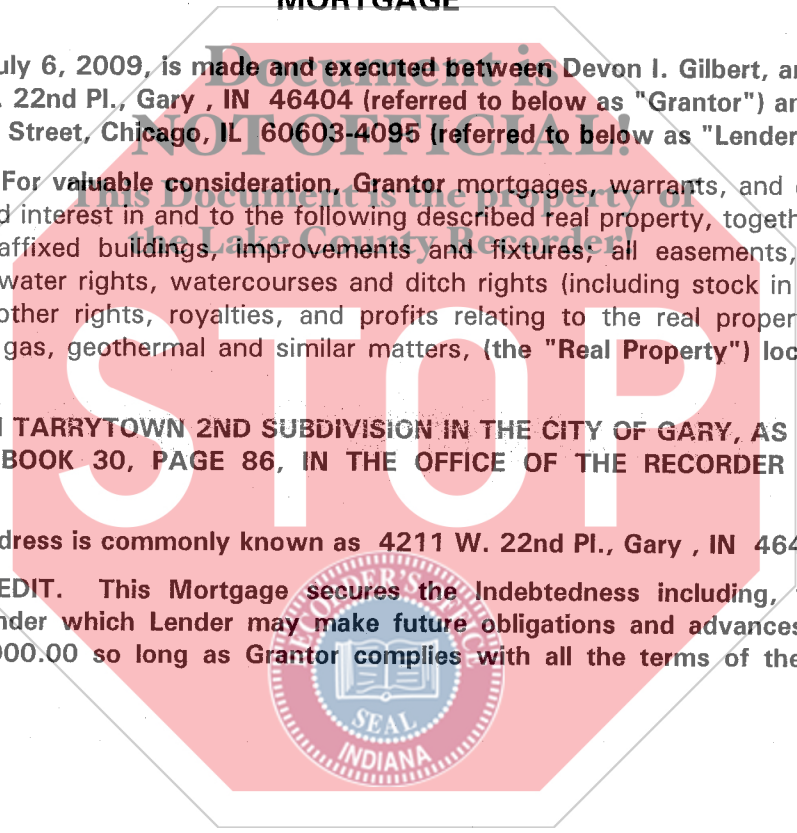 MORTGAGE
uly 6, 2009, is made and executed between Devon I. Gilbert, an
. 22nd Pl., Gary , IN 46404 (referred to below as "Grantor") an
Street, Chicago, IL 60603-4095 (referred to below as "Lender
For valuable consideration, Grantor mortgages, warrants, and
d interest in and to the following described real property, togeth
affixed buildings, improvements and fixtures; all easements,
water rights, watercourses and ditch rights (including stock in
other rights, royalties, and profits relating to the real proper
gas, geothermal and similar matters, (the "Real Property") loc
TARRYTOWN 2ND SUBDIVISION IN THE CITY OF GARY, AS
BOOK 30, PAGE 86, IN THE OFFICE OF THE RECORDER
dress is commonly known as 4211 W. 22nd Pl., Gary , IN 464
EDIT. This Mortgage secures the Indebtedness including,
nder which Lender may make future obligations and advances
000.00 so long as Grantor complies with all the terms of the
Document is
NOT OFFICIAL!
This Document is the property of
the Lake County Recorder!
STOP
SEAL
INDIANA